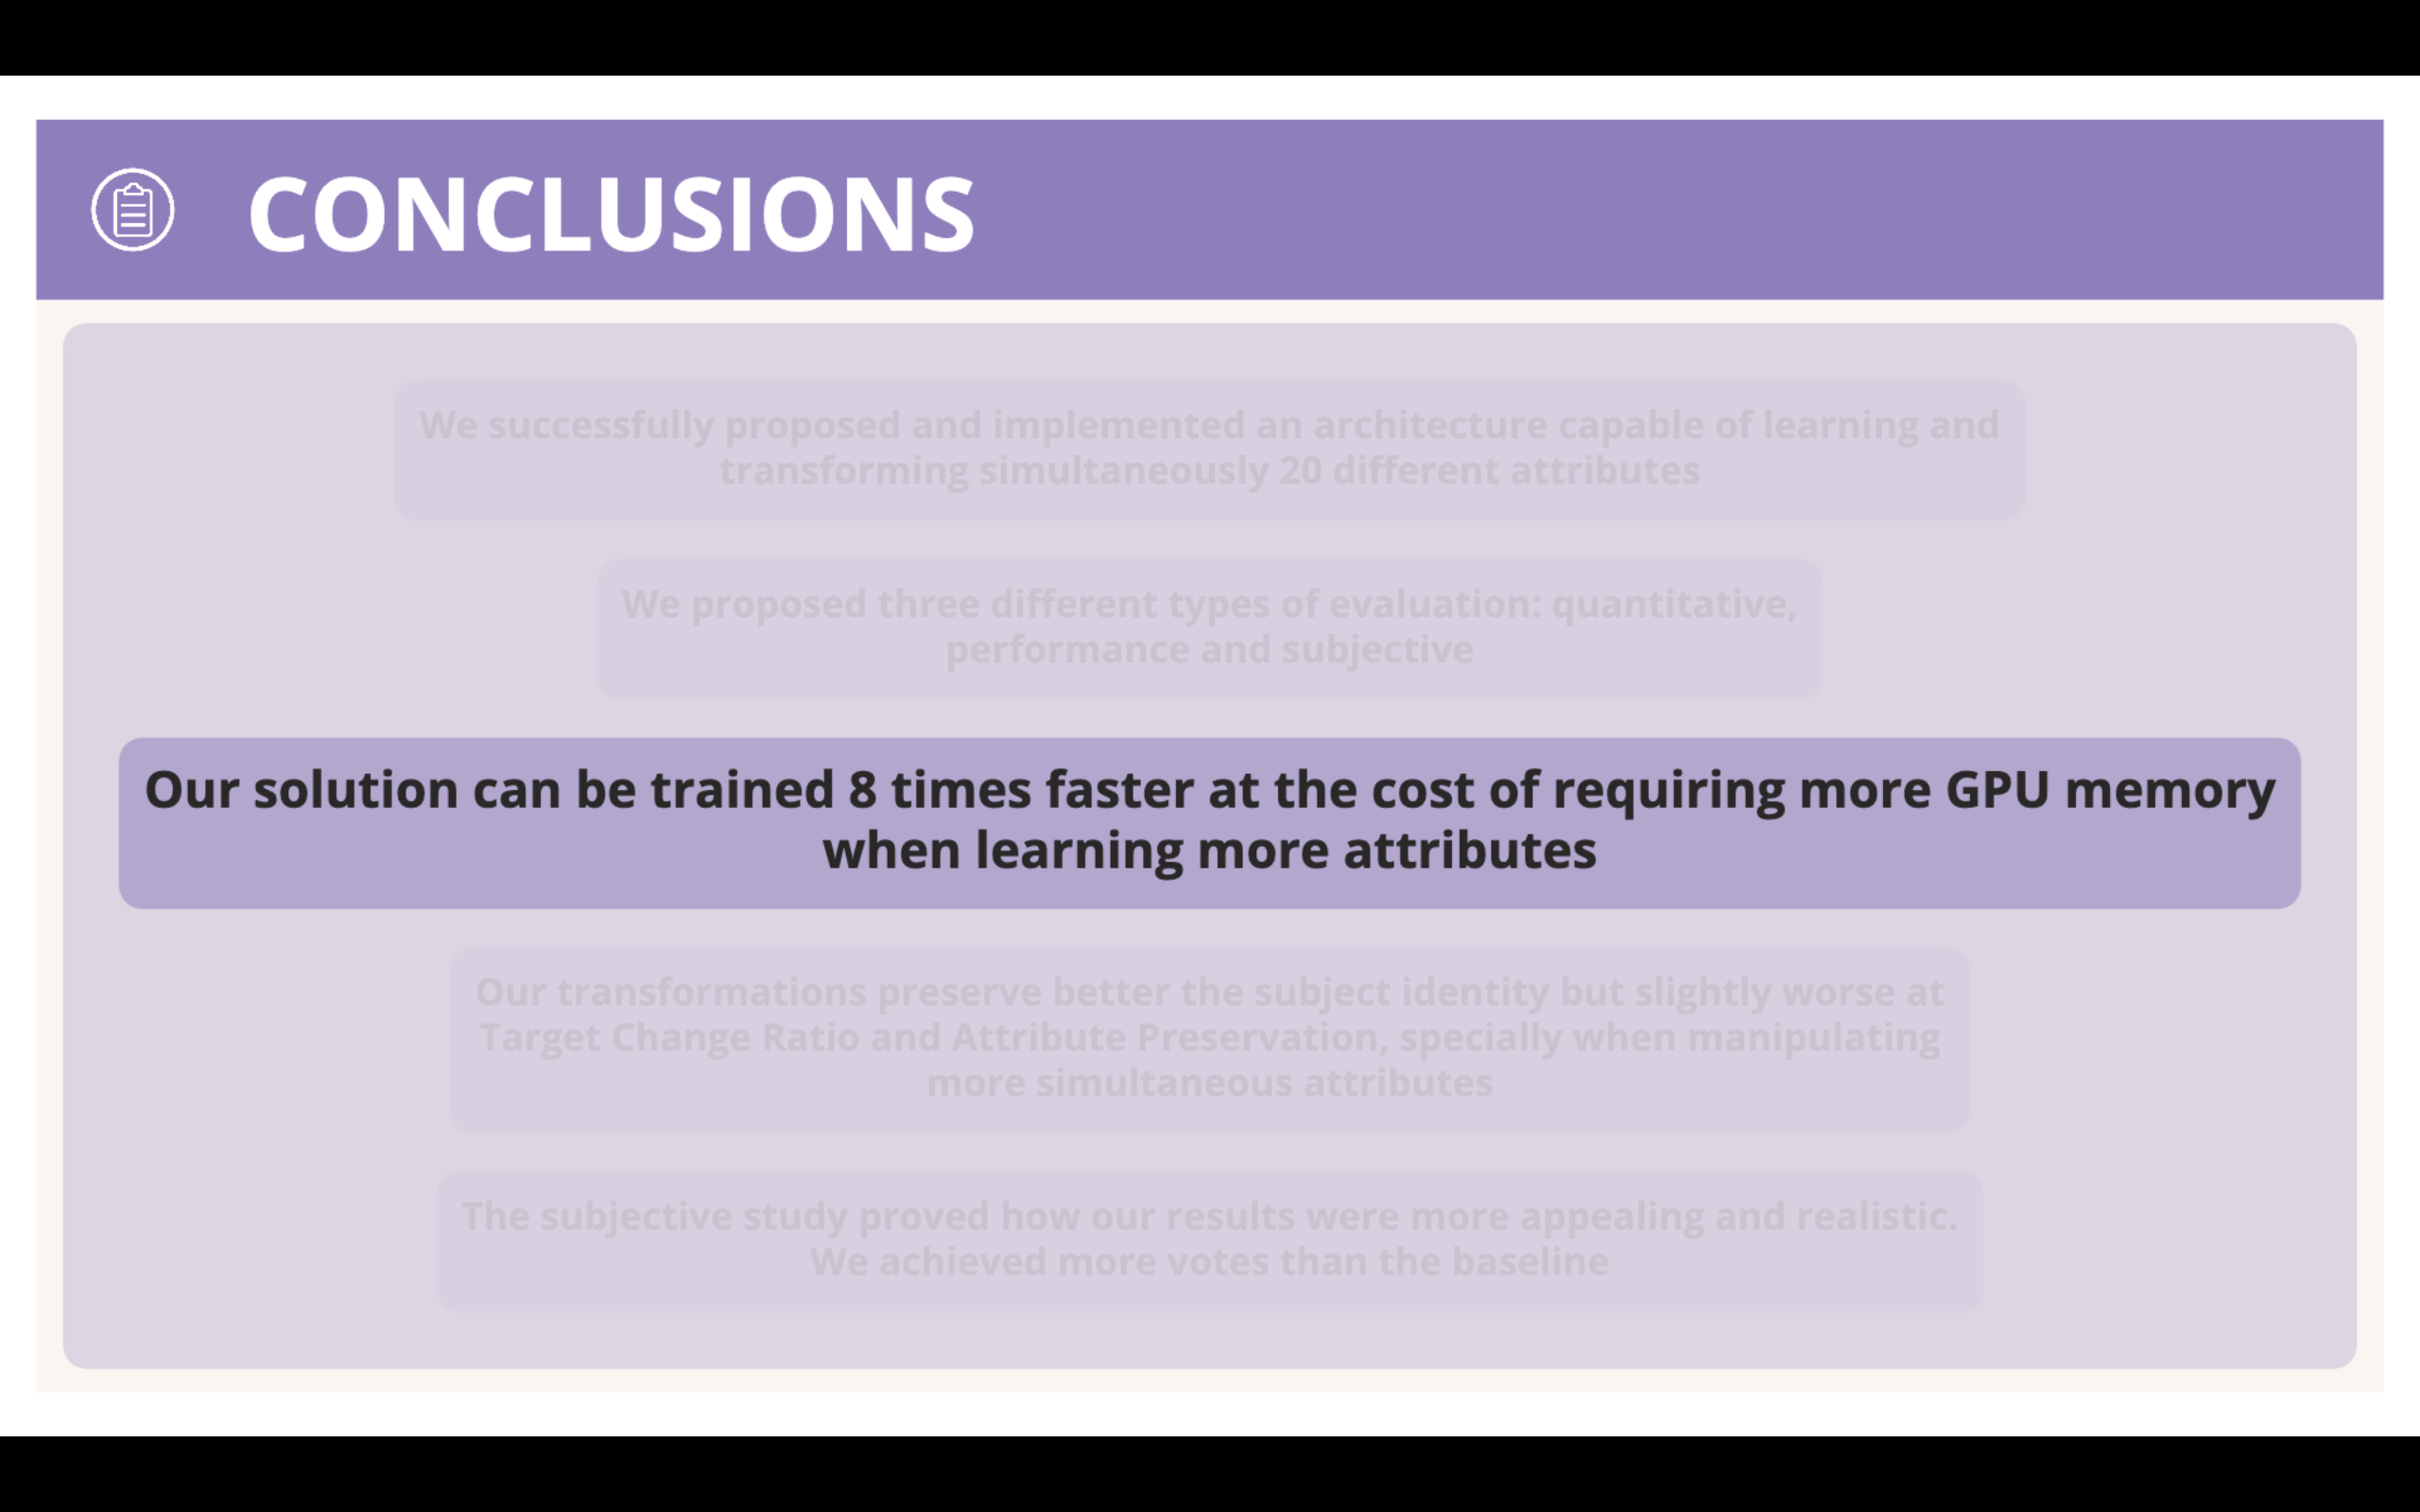 CONCLUSIONS
We successfully proposed and implemented an architecture capable of learning and
transforming simultaneously 20 different attributes
We proposed three different types of evaluation: quantitative,
performance and subjective
Our solution can be trained 8 times faster at the cost of requiring more GPU memory
when learning more attributes
Our transformations preserve better the subject identity but slightly worse at
Target Change Ratio and Attribute Preservation, specially when manipulating
more simultaneous attributes
The subjective study proved how our results were more appealing and realistic.
We achieved more votes than the baseline